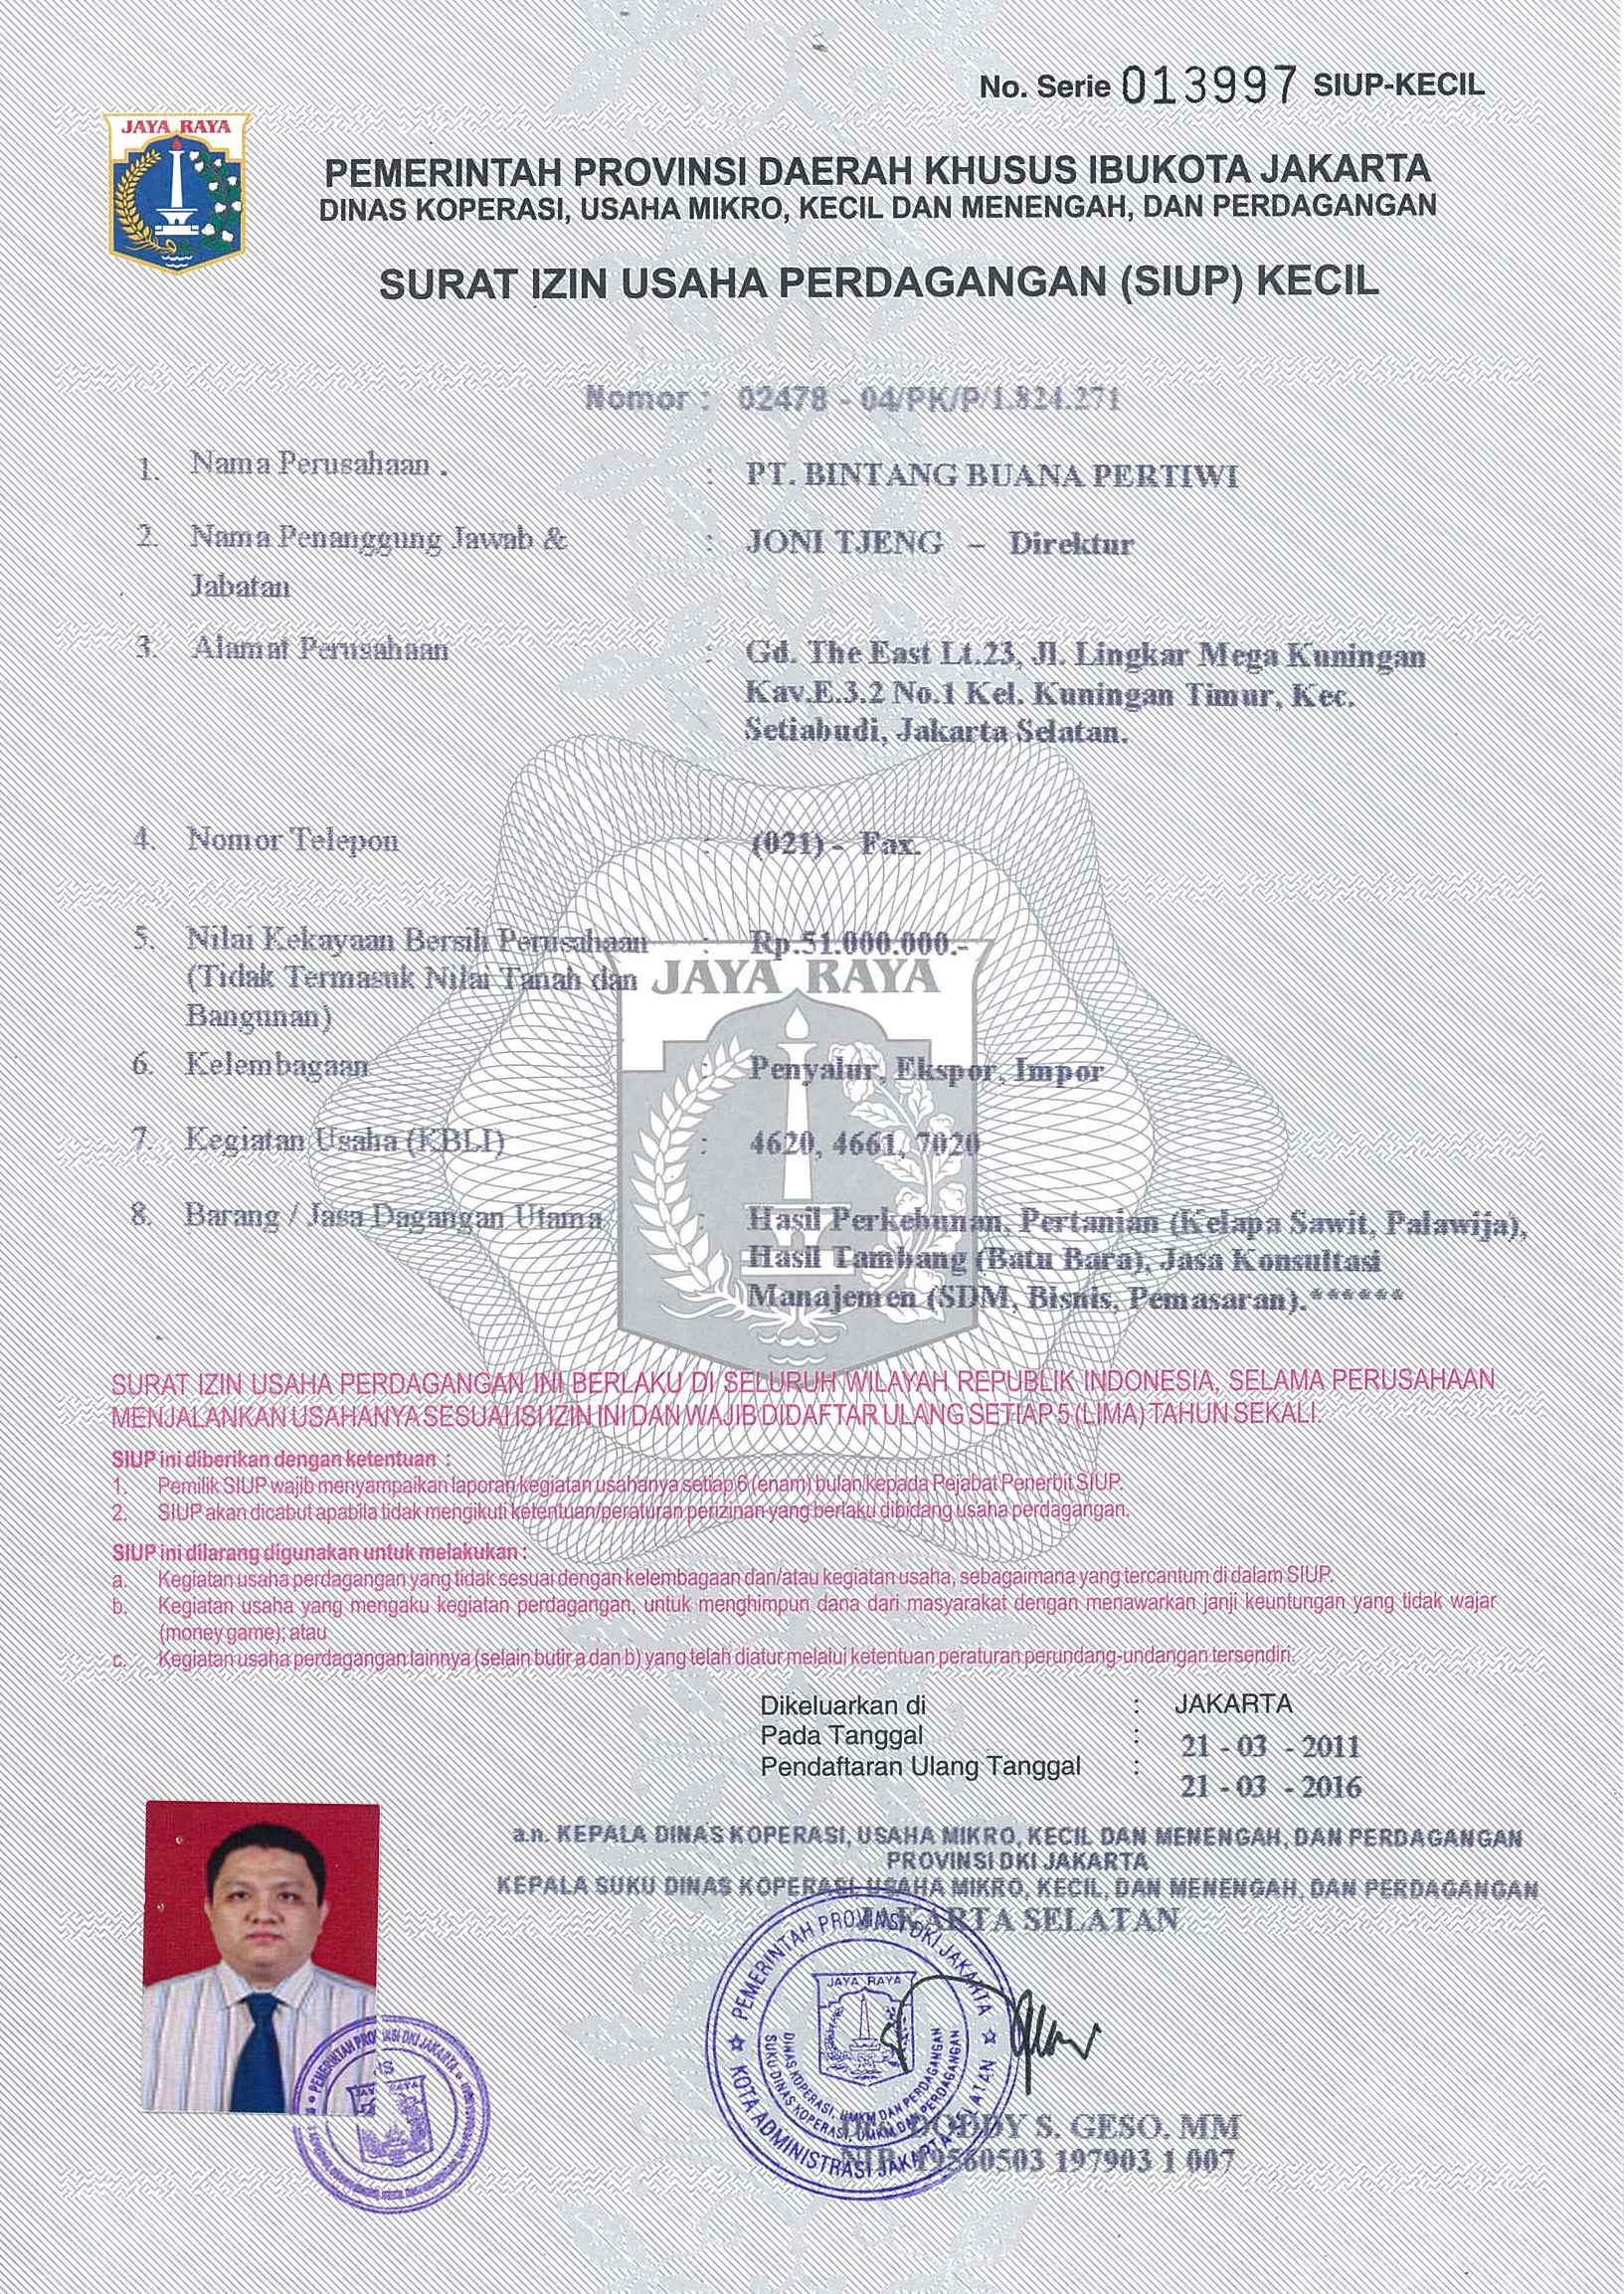 No. Serie 013997 SIUP-KECIL
JAYA RAYA
PEMERINTAH PROVINSI DAERAH KHUSUS IBUKOTA JAKARTA
DINAS KOPERASI, USAHA MIKRO, KECIL DAN MENENGAH, DAN PERDAGANGAN
SURAT IZIN USAHA PERDAGANGAN (SIUP) KECIL
Nomor : 02478 - 04/PK/P/1.824.271
1. Nama Perusahaan . : PT. BINTANG BUANA PERTIWI
2. Nama Penanggung Jawab & : JONI TJENG – Direktur
Jabatan
3. Alamat Perusahaan : Gd. The East Lt.23, Jl. Lingkar Mega Kuningan
Kav.E.3.2 No.1 Kel. Kuningan Timur, Kec.
Setiabudi, Jakarta Selatan.
4. Nomor Telepon : (021) - Fax.
5. Nilai Kekayaan Bersih Perusahaan : Rp.51.000.000.-
(Tidak Termasuk Nilai Tanah dan
Bangunan)
JAYA RAYA
6. Kelembagaan : Penyalur, Ekspor, Impor
7. Kegiatan Usaha (KBLI) : 4620, 4661, 7020
8. Barang / Jasa Dagangan Utama : Hasil Perkebunan, Pertanian (Kelapa Sawit, Palawija),
Hasil Tambang (Batu Bara), Jasa Konsultasi
Manajemen (SDM, Bisnis, Pemasaran).******
SURAT IZIN USAHA PERDAGANGAN INI BERLAKU DI SELURUH WILAYAH REPUBLIK INDONESIA, SELAMA PERUSAHAAN
MENJALANKAN USAHANYA SESUAI ISI IZIN INI DAN WAJIB DIDAFTAR ULANG SETIAP 5 (LIMA) TAHUN SEKALI.
SIUP ini diberikan dengan ketentuan :
1. Pemilik SIUP wajib menyampaikan laporan kegiatan usahanya setiap 6 (enam) bulan kepada Pejabat Penerbit SIUP.
2. SIUP akan dicabut apabila tidak mengikuti ketentuan/peraturan perizinan yang berlaku dibidang usaha perdagangan.
SIUP ini dilarang digunakan untuk melakukan :
a. Kegiatan usaha perdagangan yang tidak sesuai dengan kelembagaan dan/atau kegiatan usaha, sebagaimana yang tercantum di dalam SIUP.
b. Kegiatan usaha yang mengaku kegiatan perdagangan, untuk menghimpun dana dari masyarakat dengan menawarkan janji keuntungan yang tidak wajar
(money game); atau
c. Kegiatan usaha perdagangan lainnya (selain butir a dan b) yang telah diatur melalui ketentuan peraturan perundang-undangan tersendiri.
Dikeluarkan di : JAKARTA
Pada Tanggal : 21 - 03 - 2011
Pendaftaran Ulang Tanggal : 21 - 03 - 2016
a.n. KEPALA DINAS KOPERASI, USAHA MIKRO, KECIL DAN MENENGAH, DAN PERDAGANGAN
PROVINSI DKI JAKARTA
KEPALA SUKU DINAS KOPERASI, USAHA MIKRO, KECIL, DAN MENENGAH, DAN PERDAGANGAN
JAKARTA SELATAN
PEMERINTAH PROVINSI DKI JAKARTA
JAYA RAYA
DINAS KOPERASI, UMKM DAN PERDAGANGAN
SUKU DINAS KOPERASI, UMKM DAN PERDAGANGAN
KOTA ADMINISTRASI JAKARTA SELATAN
PEMERINTAH PROVINSI DKI JAKARTA
Drs. DODDY S. GESO. MM
NIP. 19560503 197903 1 007